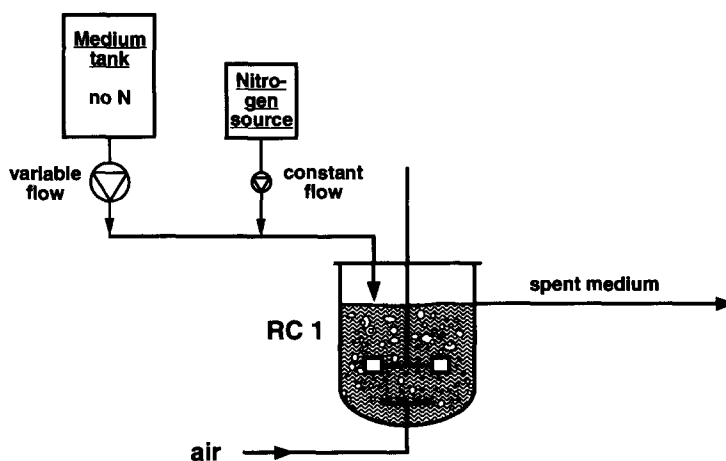 Medium
tank
no N
Nitro-
gen
source
variable
flow
constant
flow
spent medium
RC 1
air